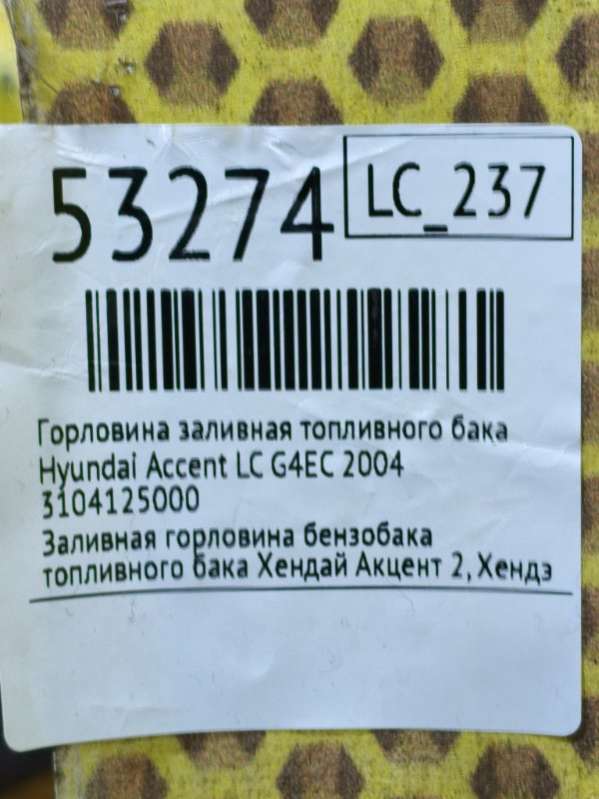 53274
LC_237
Горловина заливная топливного бака
Hyundai Accent LC G4EC 2004
3104125000
Заливная горловина бензобака
топливного бака Хендай Акцент 2, Хендэ